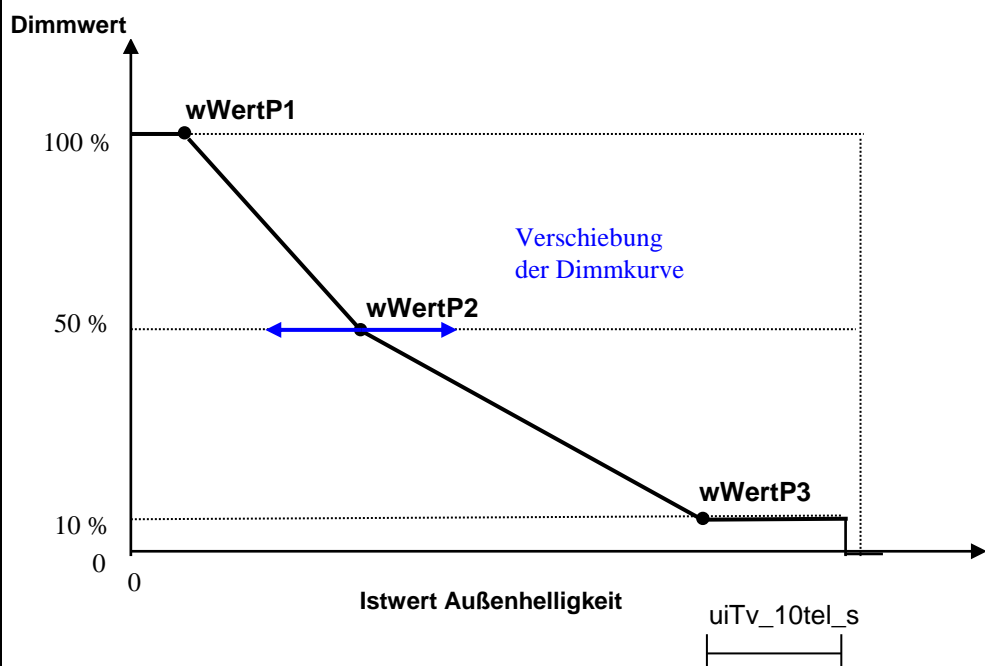 Dimmwert
wWertP1
100 %
Verschiebung
der Dimmkurve
wWertP2
50 %
wWertP3
10 %
0
0
Istwert Außenhelligkeit
uiTv_10tel_s